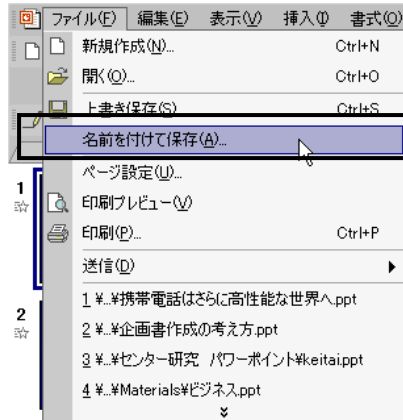 ファイル(F) 編集(E) 表示(V) 挿入(I) 書式(O)
新規作成(N)... Ctrl+N
開く(O)... Ctrl+O
上書き保存(S) Ctrl+S
名前を付けて保存(A)...
ページ設定(U)...
印刷プレビュー(V)
印刷(P)... Ctrl+P
送信(D)
1 ¥...¥携帯電話はさらに高性能な世界へ.ppt
2 ¥...¥企画書作成の考え方.ppt
3 ¥...¥センター研究 パワーポイント¥keitai.ppt
4 ¥...¥Materials¥ビジネス.ppt
1
2